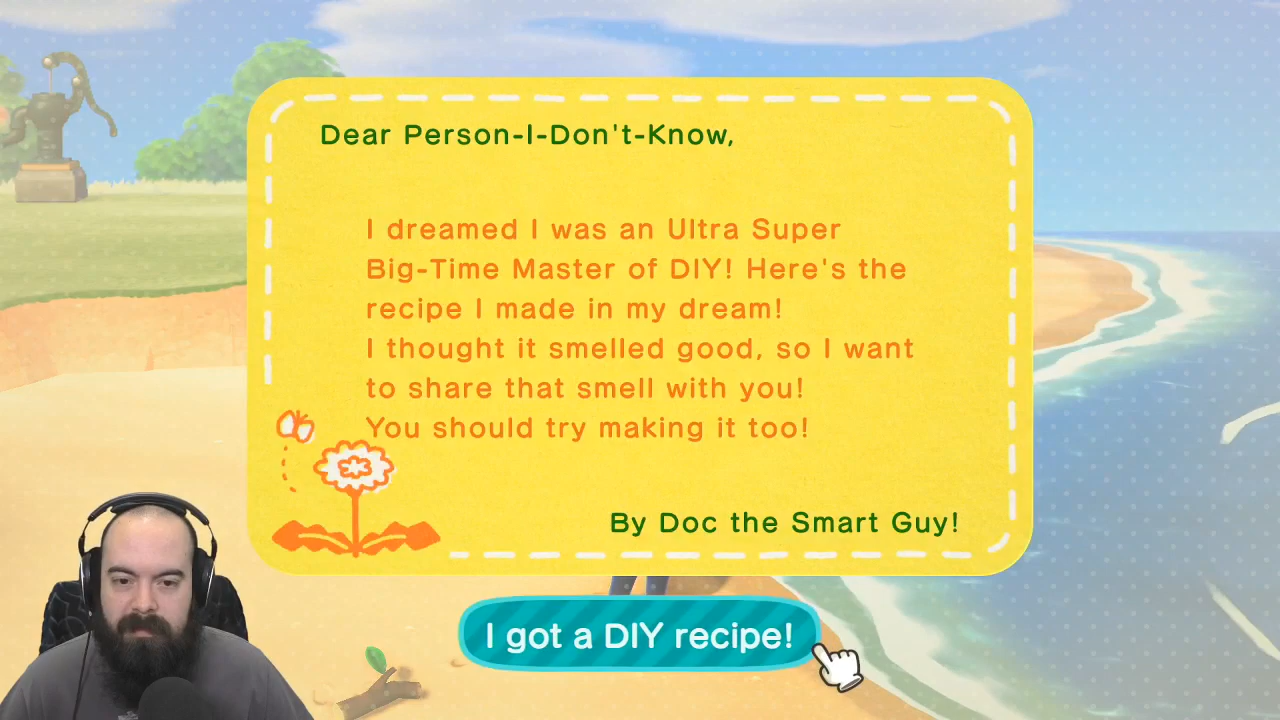 Dear Person-I-Don't-Know,
I dreamed I was an Ultra Super
Big-Time Master of DIY! Here's the
recipe I made in my dream!
I thought it smelled good, so I want
to share that smell with you!
You should try making it too!
By Doc the Smart Guy!
I got a DIY recipe!